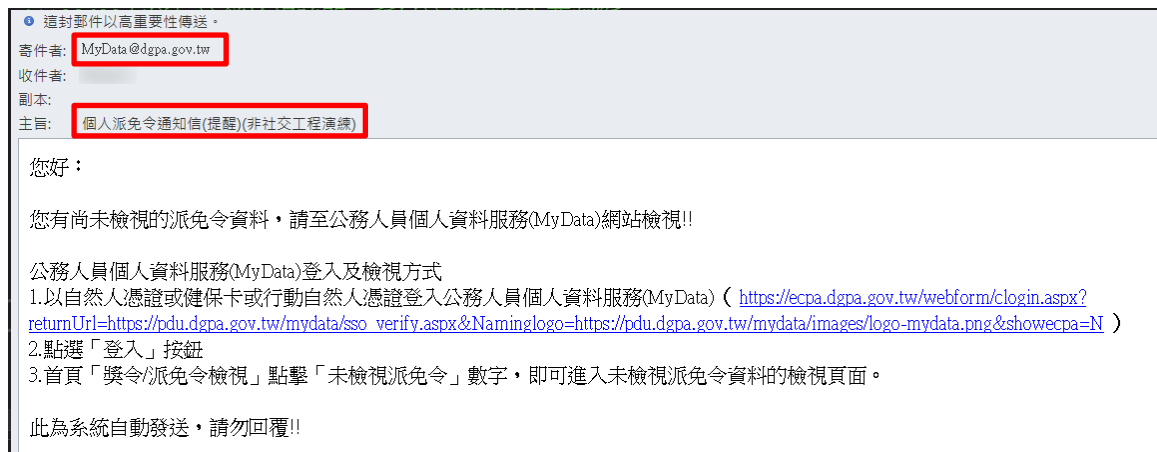 這封郵件以高重要性傳送。
寄件者: MyData@dgpa.gov.tw
收件者:
副本:
主旨: 個人派免令通知信(提醒)(非社交工程演練)
您好：
您有尚未檢視的派免令資料，請至公務人員個人資料服務(MyData)網站檢視!!
公務人員個人資料服務(MyData)登入及檢視方式
1.以自然人憑證或健保卡或行動自然人憑證登入公務人員個人資料服務(MyData)（ https://ecpa.dgpa.gov.tw/webform/clogin.aspx?
returnUrl=https://pdu.dgpa.gov.tw/mydata/sso_verify.aspx&Naminglogo=https://pdu.dgpa.gov.tw/mydata/images/logo-mydata.png&showecpa=N ）
2.點選「登入」按鈕
3.首頁「獎令/派免令檢視」點擊「未檢視派免令」數字，即可進入未檢視派免令資料的檢視頁面。
此為系統自動發送，請勿回覆!!